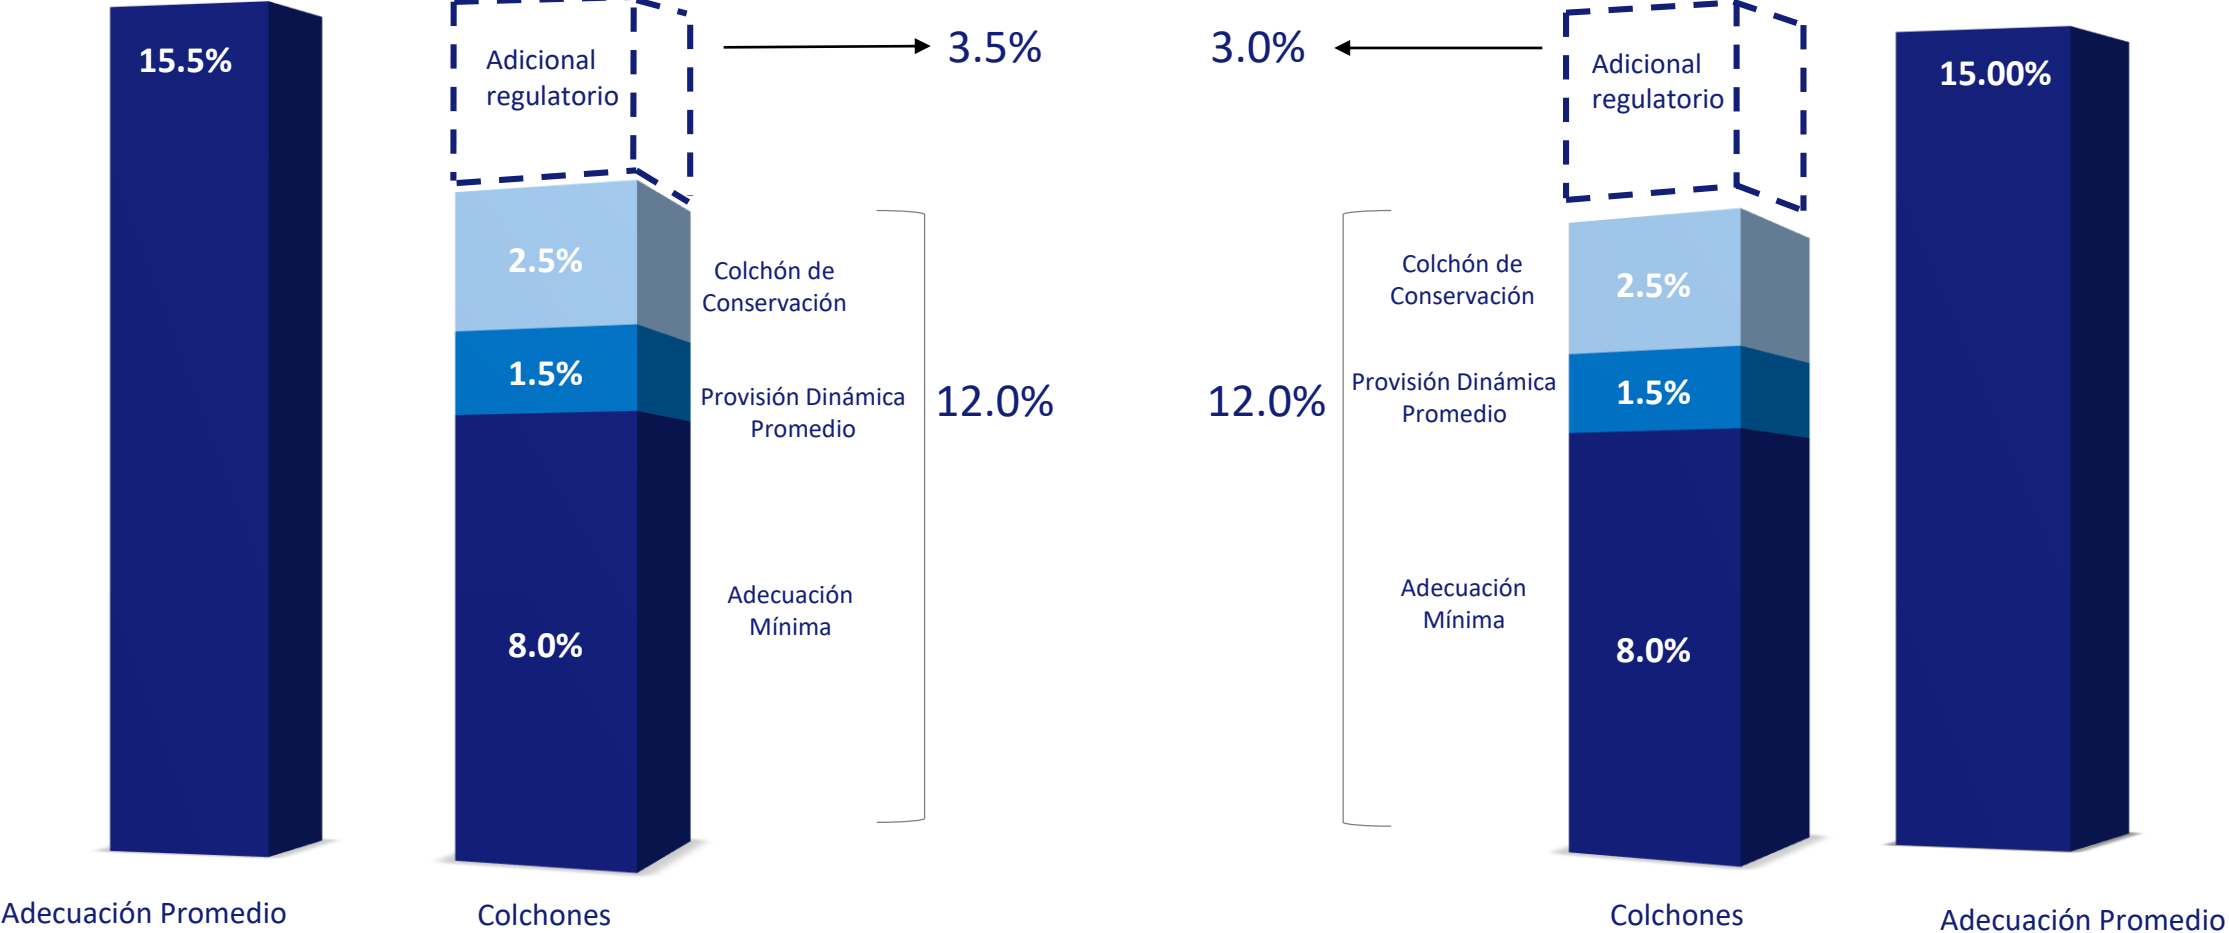 15.5%
Adicional
regulatorio
3.5%
2.5%
Colchón de
Conservación
1.5%
Provisión Dinámica
Promedio
12.0%
Adecuación
Mínima
8.0%
Adecuación Promedio
Colchones
3.0%
Adicional
regulatorio
15.00%
Colchón de
Conservación
2.5%
12.0%
Provisión Dinámica
Promedio
1.5%
Adecuación
Mínima
8.0%
Colchones
Adecuación Promedio